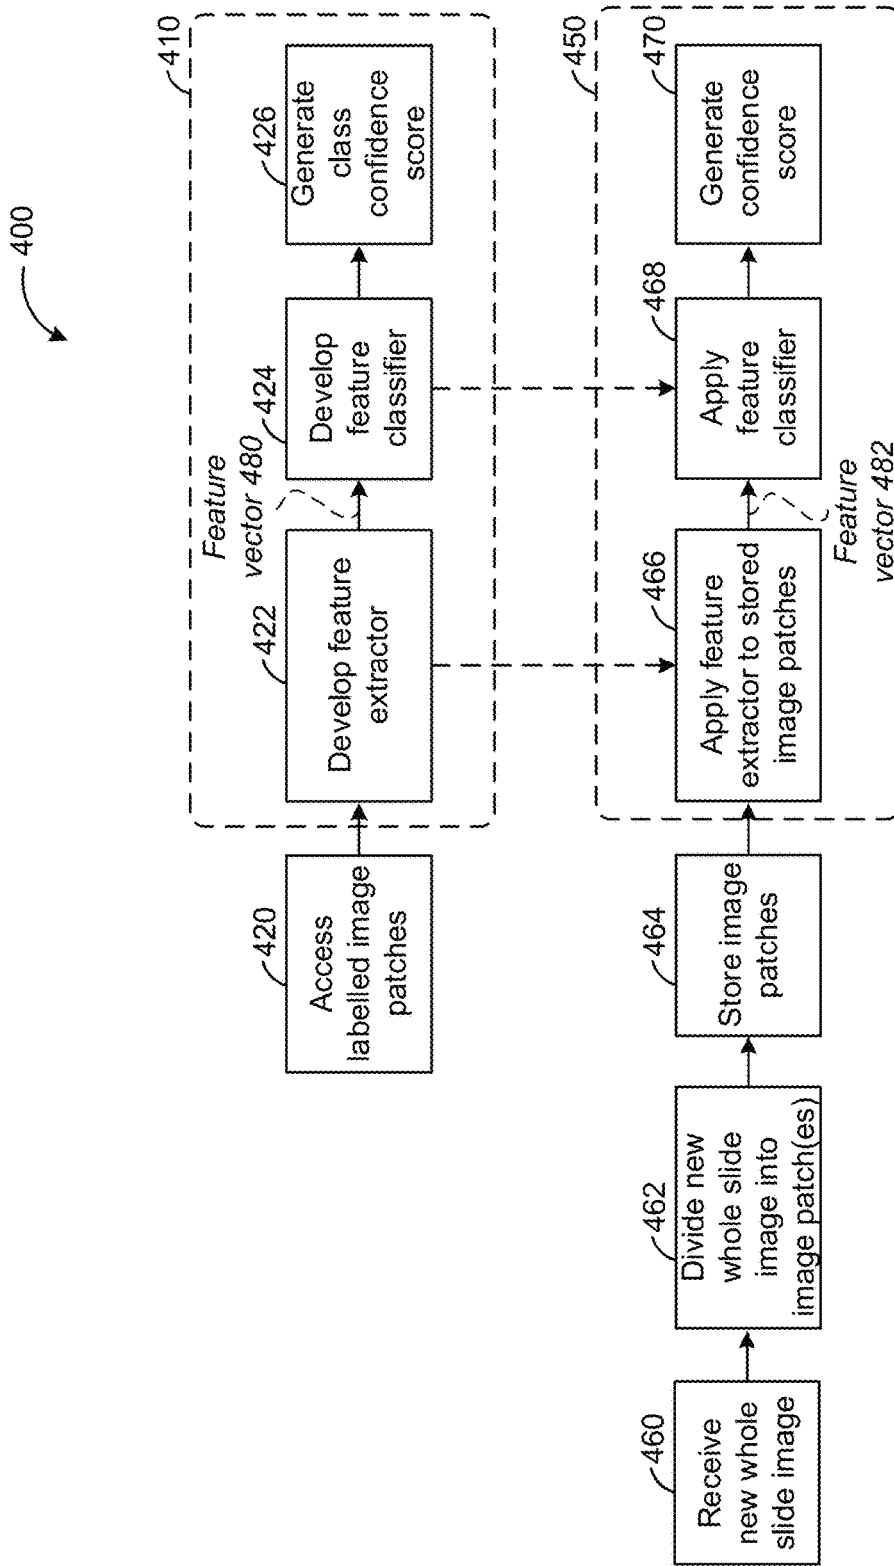 400
410
420
Access
labelled image
patches
422
Develop feature
extractor
Feature
vector 480
424
Develop
feature
classifier
426
Generate
class
confidence
score
450
460
Receive
new whole
slide image
462
Divide new
whole slide
image into
image patch(es)
464
Store image
patches
466
Apply feature
extractor to stored
image patches
Feature
vector 482
468
Apply
feature
classifier
470
Generate
confidence
score